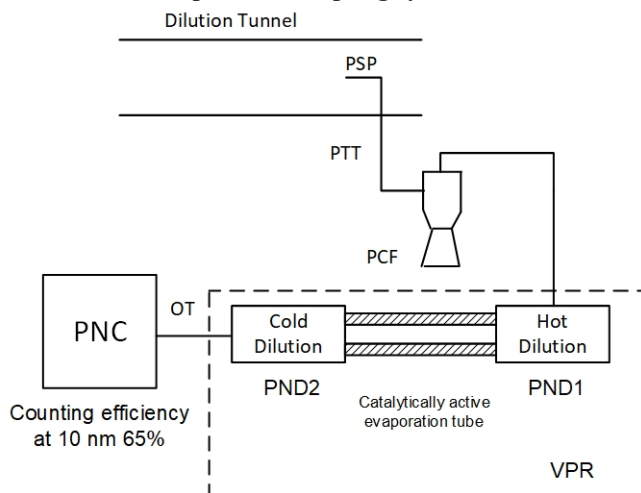 Dilution Tunnel
PSP
PTT
PCF
PNC
OT
Cold
Dilution
Hot
Dilution
PND2
PND1
Catalytically active
evaporation tube
Counting efficiency
at 10 nm 65%
VPR